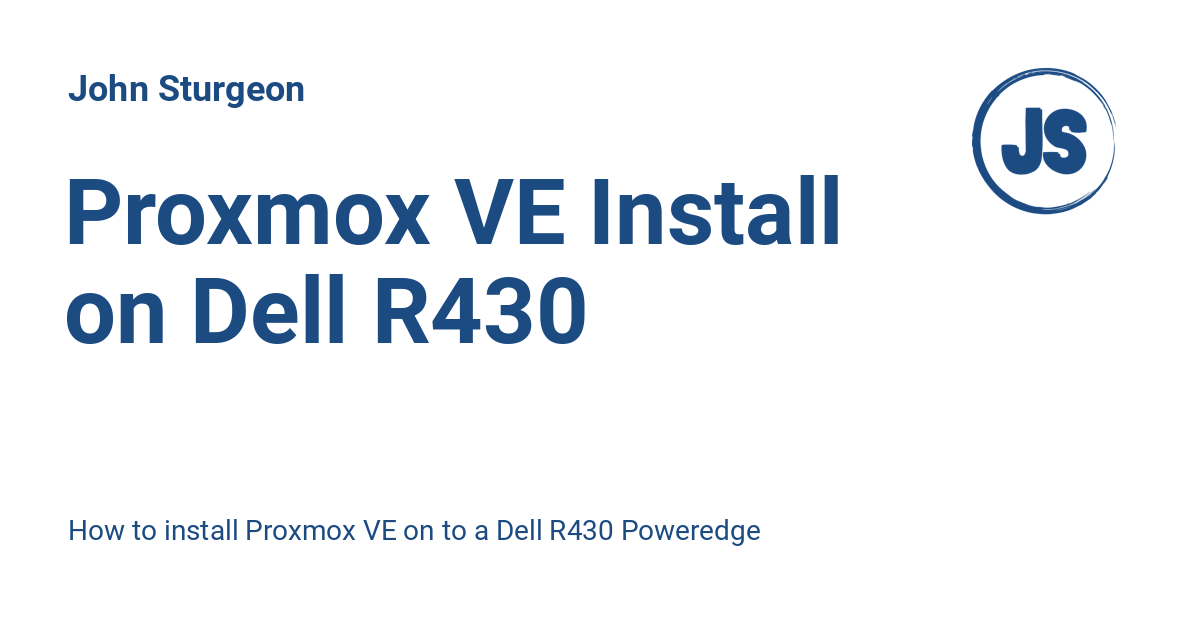 John Sturgeon
JS
Proxmox VE Install
on Dell R430
How to install Proxmox VE on to a Dell R430 Poweredge